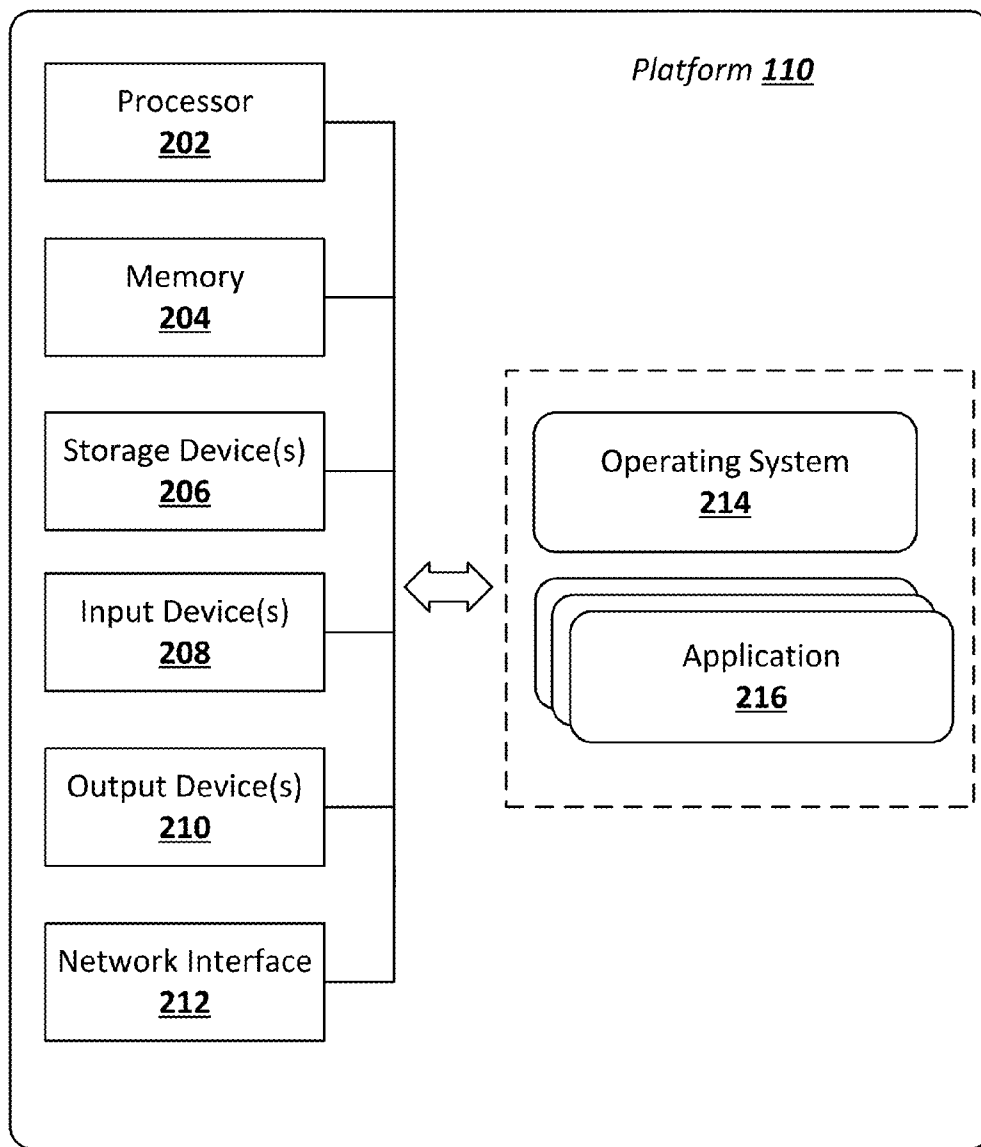 Platform 110
Processor
202
Memory
204
Storage Device(s)
206
Input Device(s)
208
Output Device(s)
210
Network Interface
212
Operating System
214
Application
216